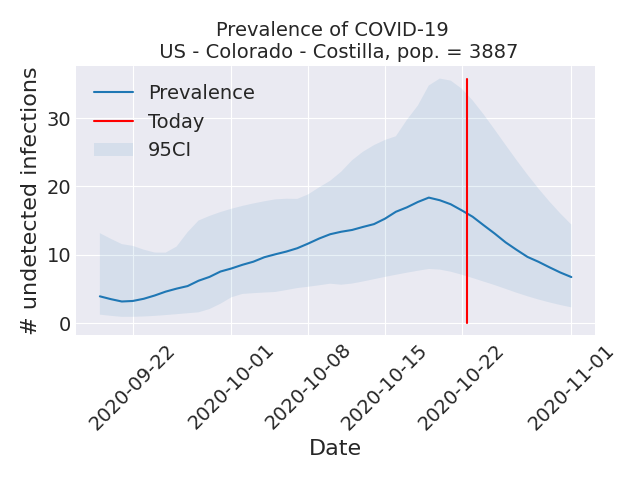 Prevalence of COVID-19
US - Colorado - Costilla, pop. = 3887
Prevalence
Today
95CI
# undetected infections
30
20
10
0
2020-09-22
2020-10-01
2020-10-08
2020-10-15
2020-10-22
2020-11-01
Date